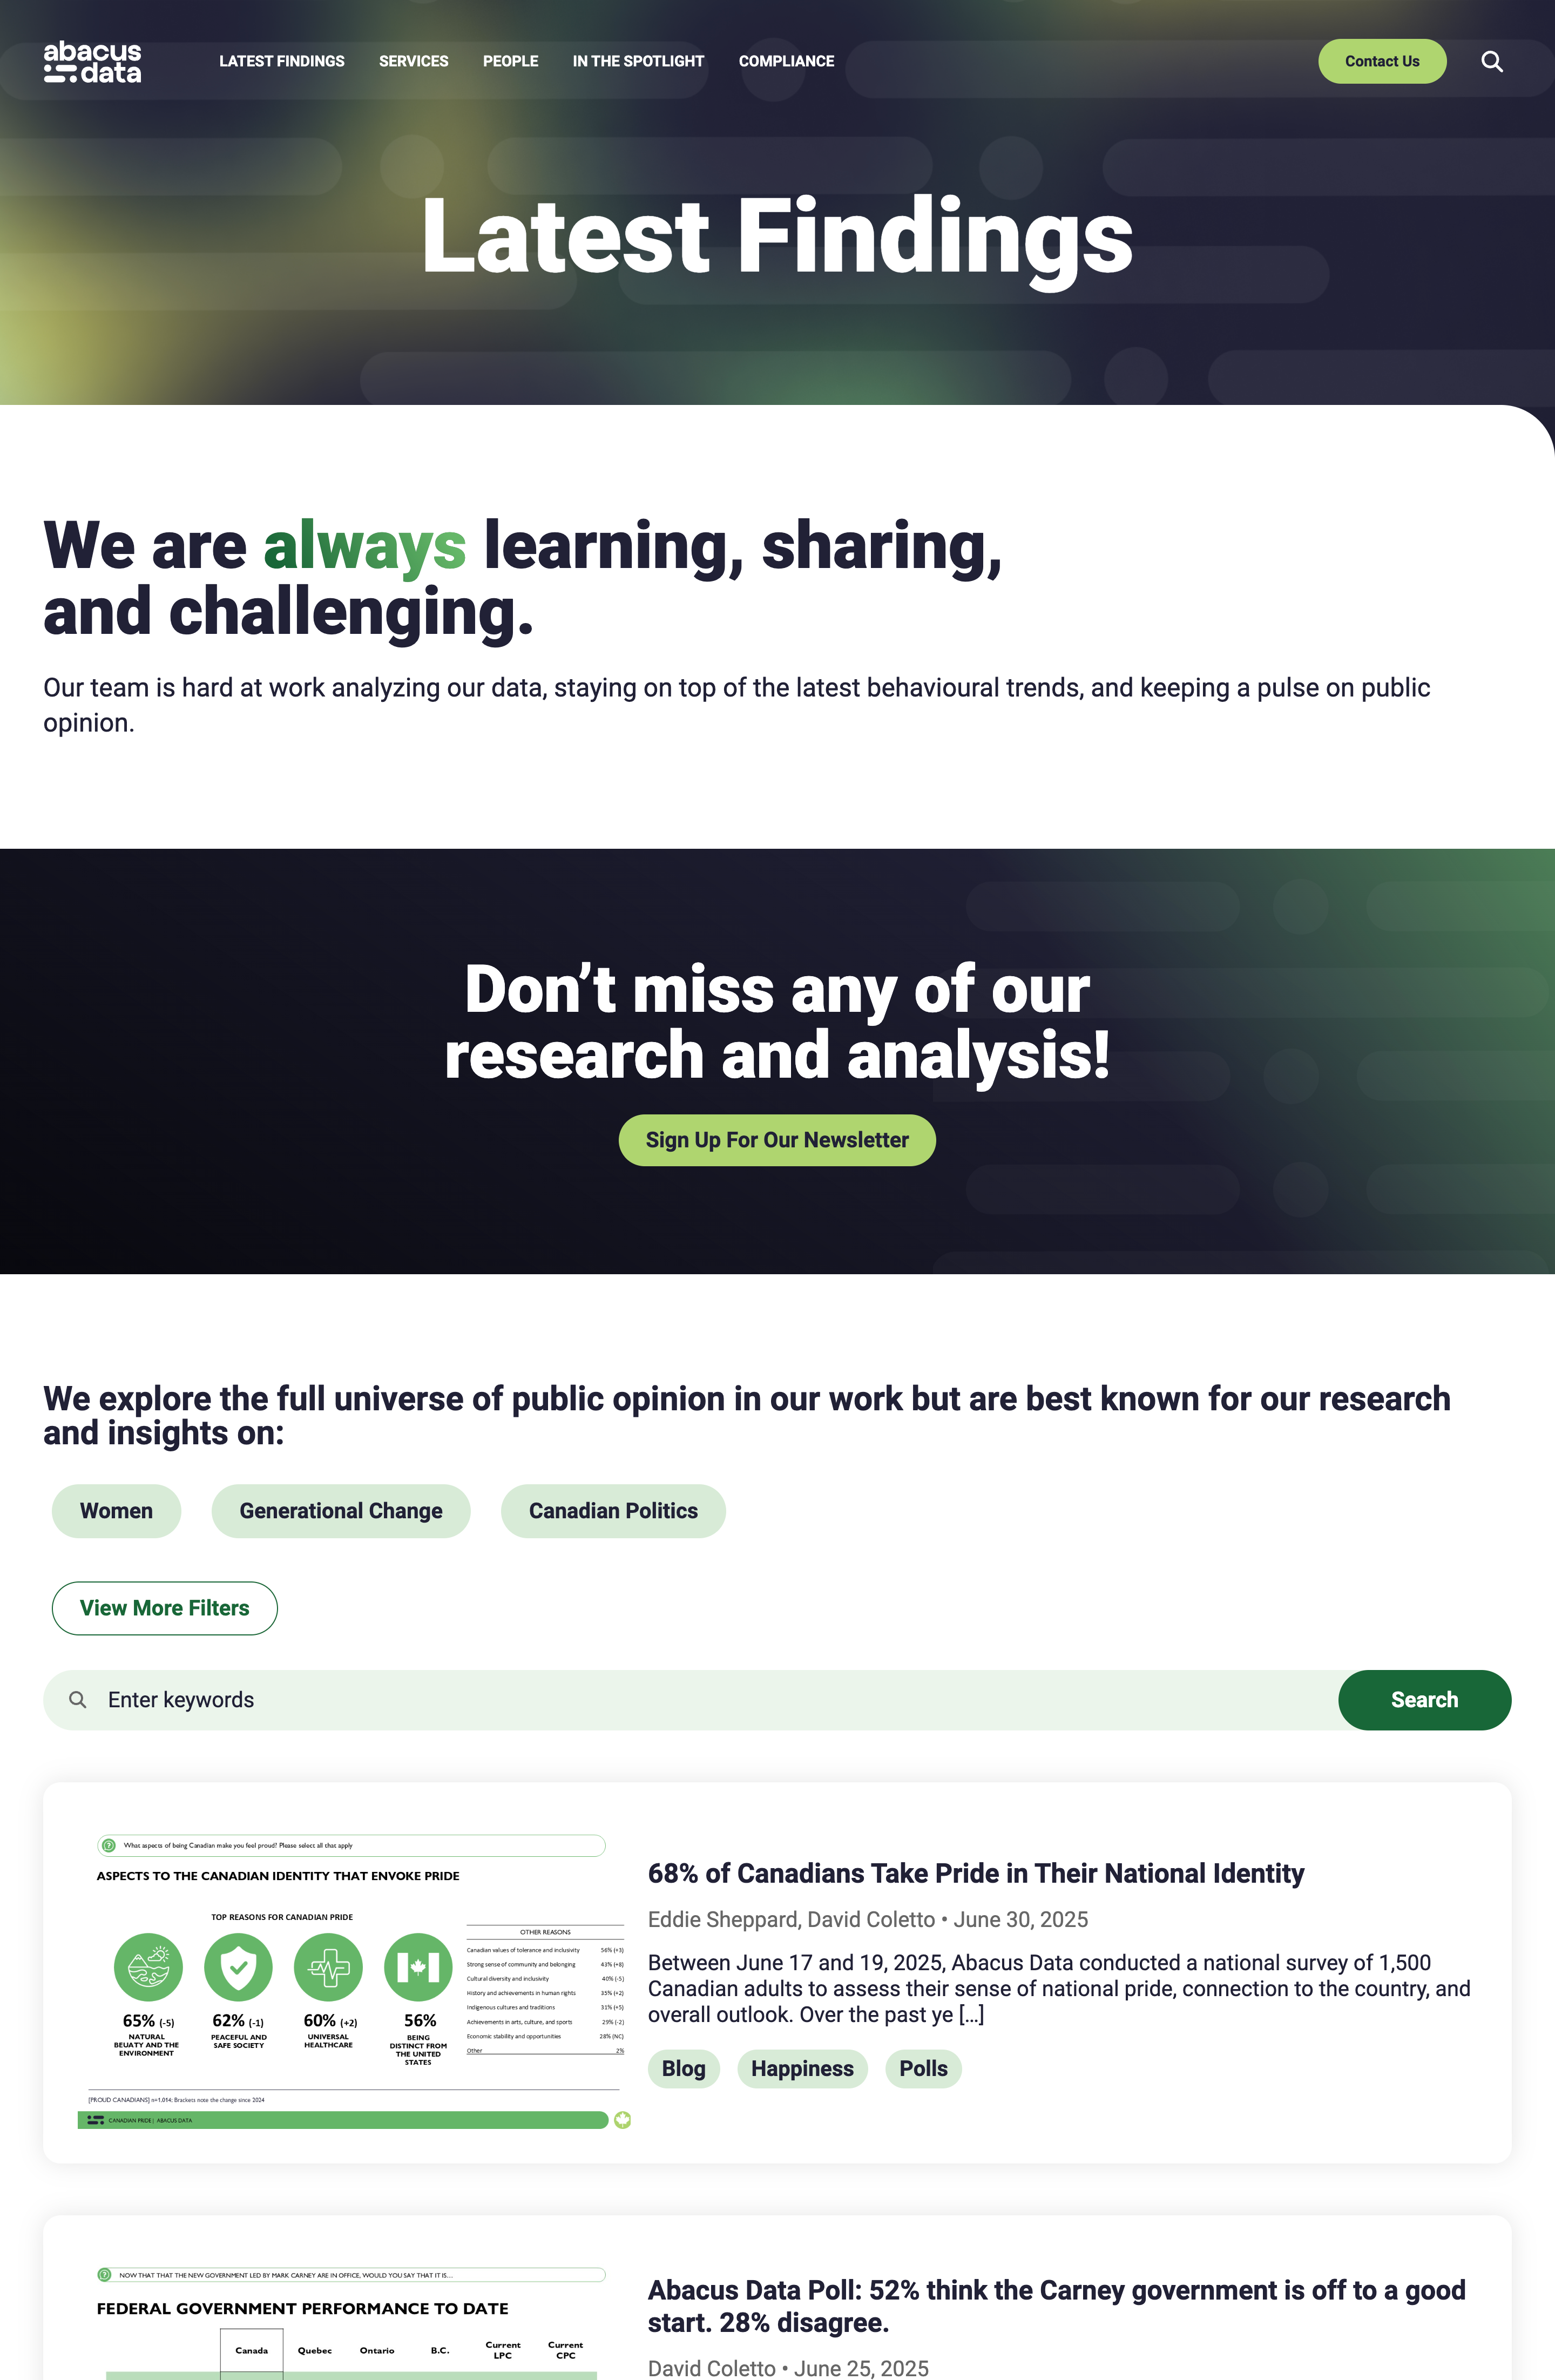 abacus
data
LATEST FINDINGS
SERVICES
PEOPLE
IN THE SPOTLIGHT
COMPLIANCE
Contact Us
Latest Findings
We are always learning, sharing,
and challenging.
Our team is hard at work analyzing our data, staying on top of the latest behavioural trends, and keeping a pulse on public
opinion.
Don’t miss any of our
research and analysis!
Sign Up For Our Newsletter
We explore the full universe of public opinion in our work but are best known for our research
and insights on:
Women
Generational Change
Canadian Politics
View More Filters
Enter keywords
Search
What aspects of being Canadian make you feel proud? Please select all that apply
ASPECTS TO THE CANADIAN IDENTITY THAT ENVOKE PRIDE
TOP REASONS FOR CANADIAN PRIDE
65% (-5)
NATURAL
BEUATY AND THE
ENVIRONMENT
62% (-1)
PEACEFUL AND
SAFE SOCIETY
60% (+2)
UNIVERSAL
HEALTHCARE
56%
BEING
DISTINCT FROM
THE UNITED
STATES
OTHER REASONS
Canadian values of tolerance and inclusivity 56% (+3)
Strong sense of community and belonging 43% (+8)
Cultural diversity and inclusivity 40% (-5)
History and achievements in human rights 35% (+2)
Indigenous cultures and traditions 31% (+5)
Achievements in arts, culture, and sports 29% (-2)
Economic stability and opportunities 28% (NC)
Other 2%
[PROUD CANADIANS] n=1,014; Brackets note the change since 2024
CANADIAN PRIDE | ABACUS DATA
68% of Canadians Take Pride in Their National Identity
Eddie Sheppard, David Coletto • June 30, 2025
Between June 17 and 19, 2025, Abacus Data conducted a national survey of 1,500
Canadian adults to assess their sense of national pride, connection to the country, and
overall outlook. Over the past ye [...]
Blog
Happiness
Polls
NOW THAT THAT THE NEW GOVERNMENT LED BY MARK CARNEY ARE IN OFFICE, WOULD YOU SAY THAT IT IS…
FEDERAL GOVERNMENT PERFORMANCE TO DATE
Canada
Quebec
Ontario
B.C.
Current
LPC
Current
CPC
Abacus Data Poll: 52% think the Carney government is off to a good
start. 28% disagree.
David Coletto • June 25, 2025